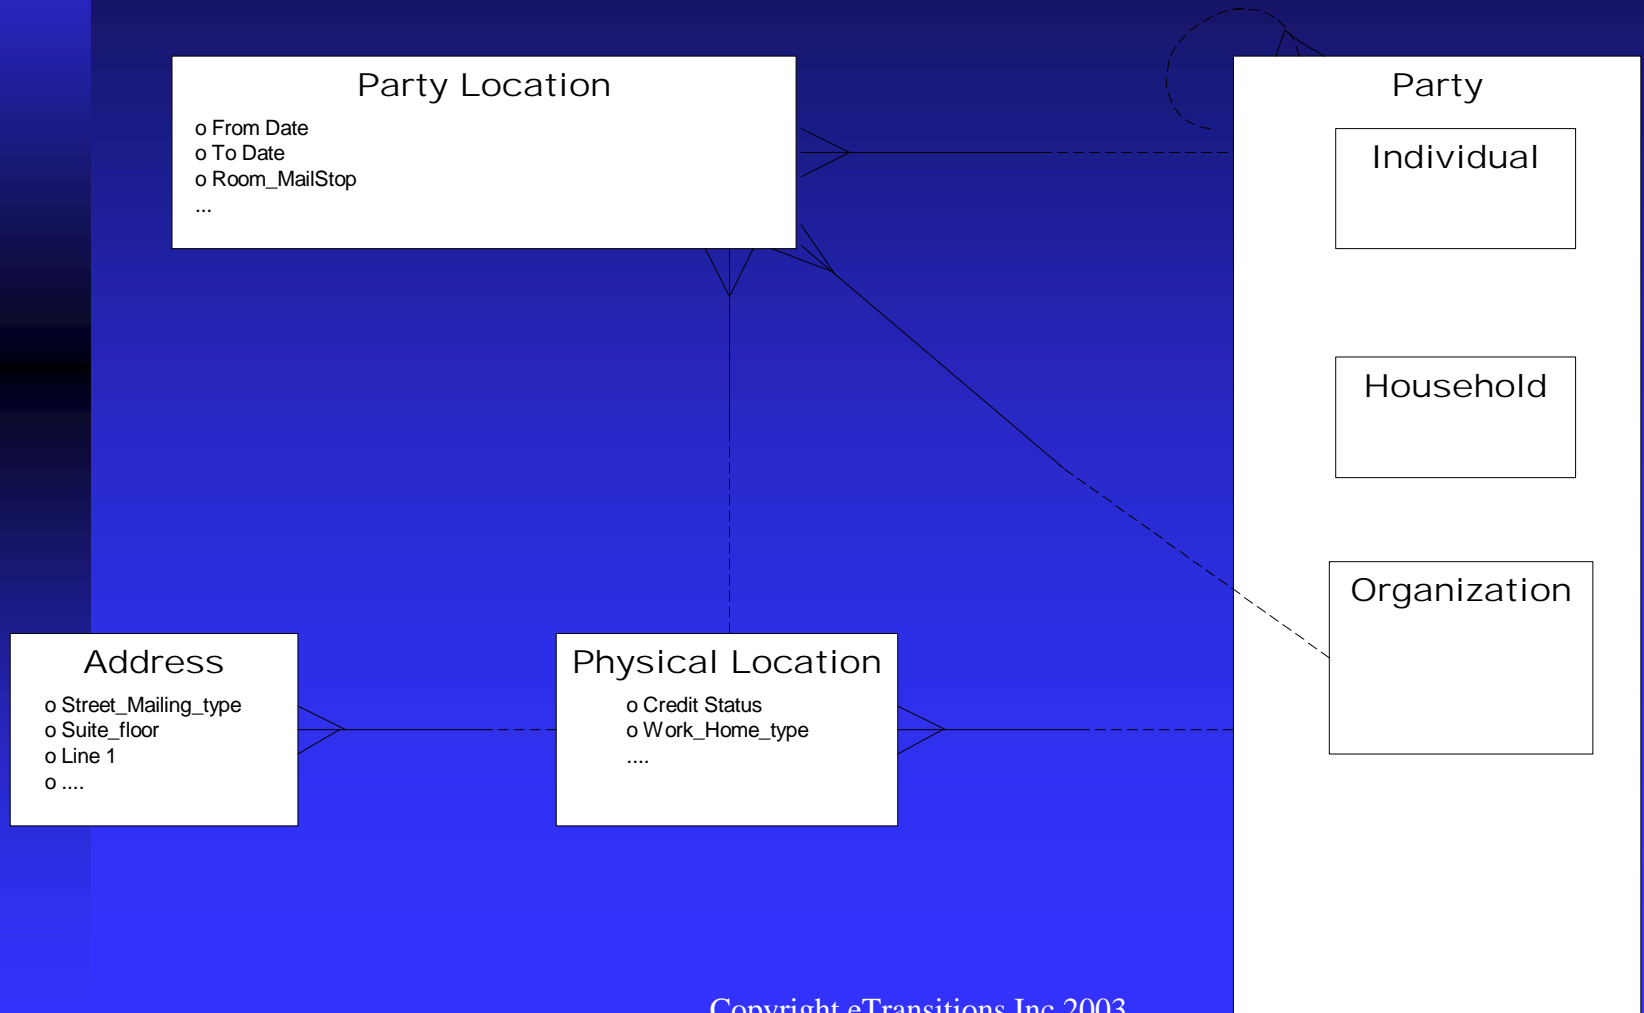 Party Location
o From Date
o To Date
o Room_MailStop
...
Party
Individual
Household
Organization
Address
o Street_Mailing_type
o Suite_floor
o Line 1
o ....
Physical Location
o Credit Status
o Work_Home_type
....
Copyright eTransitions Inc 2003